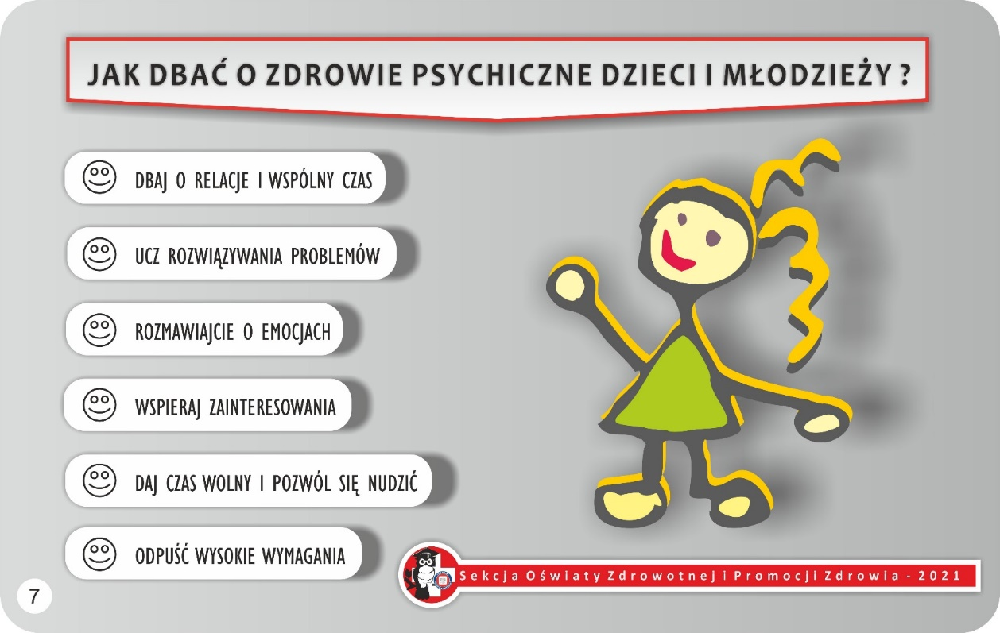 JAK DBAĆ O ZDROWIE PSYCHICZNE DZIECI I MŁODZIEŻY ?
DBAJ O RELACJE I WSPÓLNY CZAS
UCZ ROZWIĄZYWANIA PROBLEMÓW
ROZMAWIAJCIE O EMOCJACH
WSPIERAJ ZAINTERESOWANIA
DAJ CZAS WOLNY I POZWÓL SIĘ NUDZIĆ
ODPUŚĆ WYSOKIE WYMAGANIA
Sekcja Oświaty Zdrowotnej i Promocji Zdrowia - 2021
7